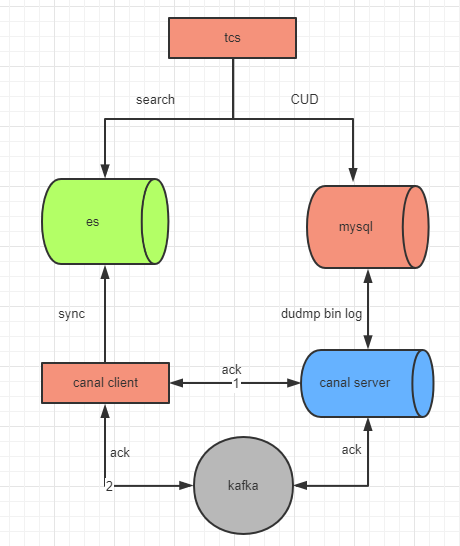 tcs
search
CUD
es
mysql
sync
dudmp bin log
ack
1
canal client
canal server
ack
ack
2
kafka